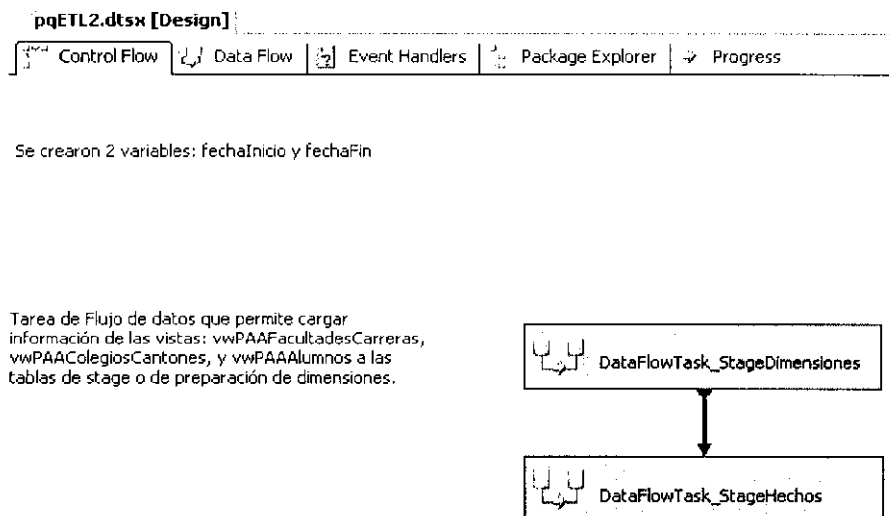 pqETL2.dtsx [Design]
Control Flow Data Flow Event Handlers Package Explorer Progress
Se crearon 2 variables: fechaInicio y fechaFin
Tarea de Flujo de datos que permite cargar
información de las vistas: vwPAAFacultadesCarreras,
vwPAAColegiosCantones, y vwPAAAlumnos a las
tablas de stage o de preparación de dimensiones.
DataFlowTask_StageDimensiones
DataFlowTask_StageHechos